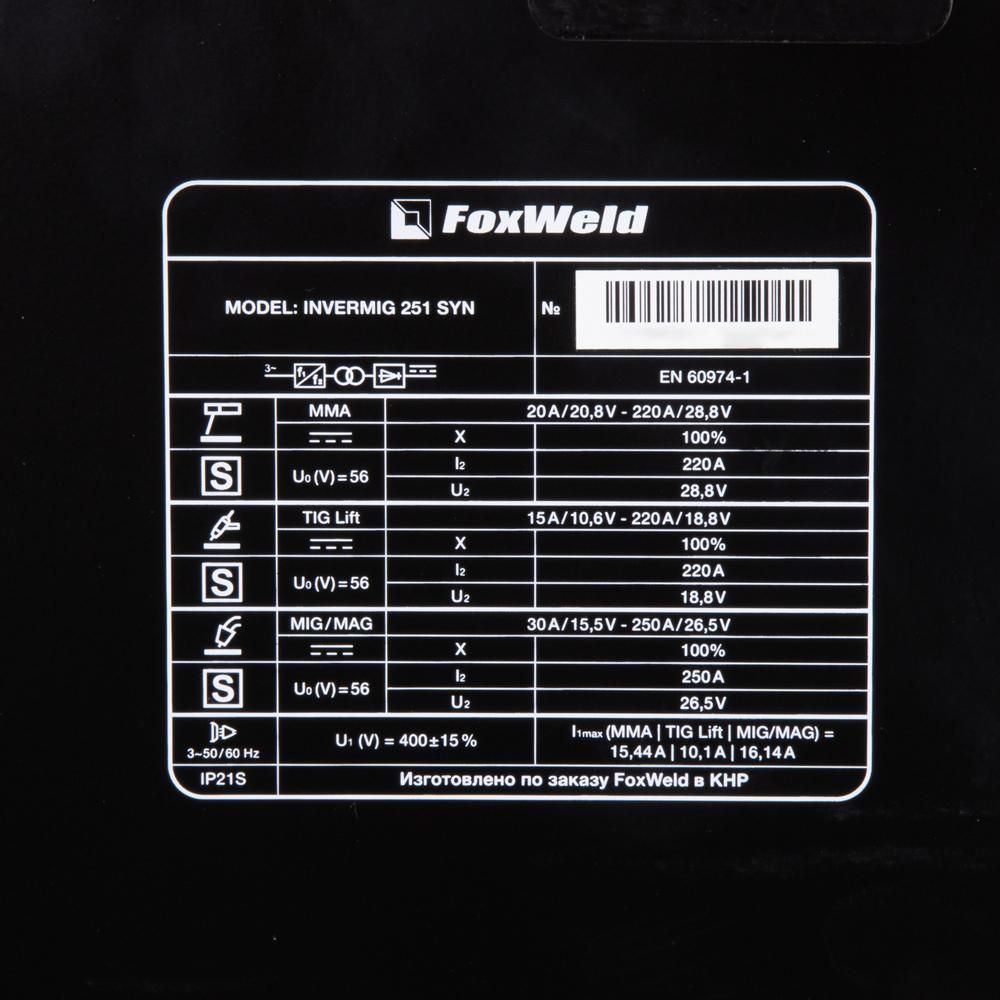 FoxWeld
MODEL: INVERMIG 251 SYN
№
3~ f₁ f₂
EN 60974-1
MMA 20A/20,8V - 220A/28,8V
X 100%
S U₀ (V) = 56
I₂ 220A
U₂ 28,8V
TIG Lift 15A/10,6V - 220A/18,8V
X 100%
S U₀ (V) = 56
I₂ 220A
U₂ 18,8V
MIG/MAG 30A/15,5V - 250A/26,5V
X 100%
S U₀ (V) = 56
I₂ 250A
U₂ 26,5V
3~50/60 Hz
U₁ (V) = 400±15%
I₁max (MMA | TIG Lift | MIG/MAG) =
15,44A | 10,1A | 16,14A
IP21S
Изготовлено по заказу FoxWeld в КНР